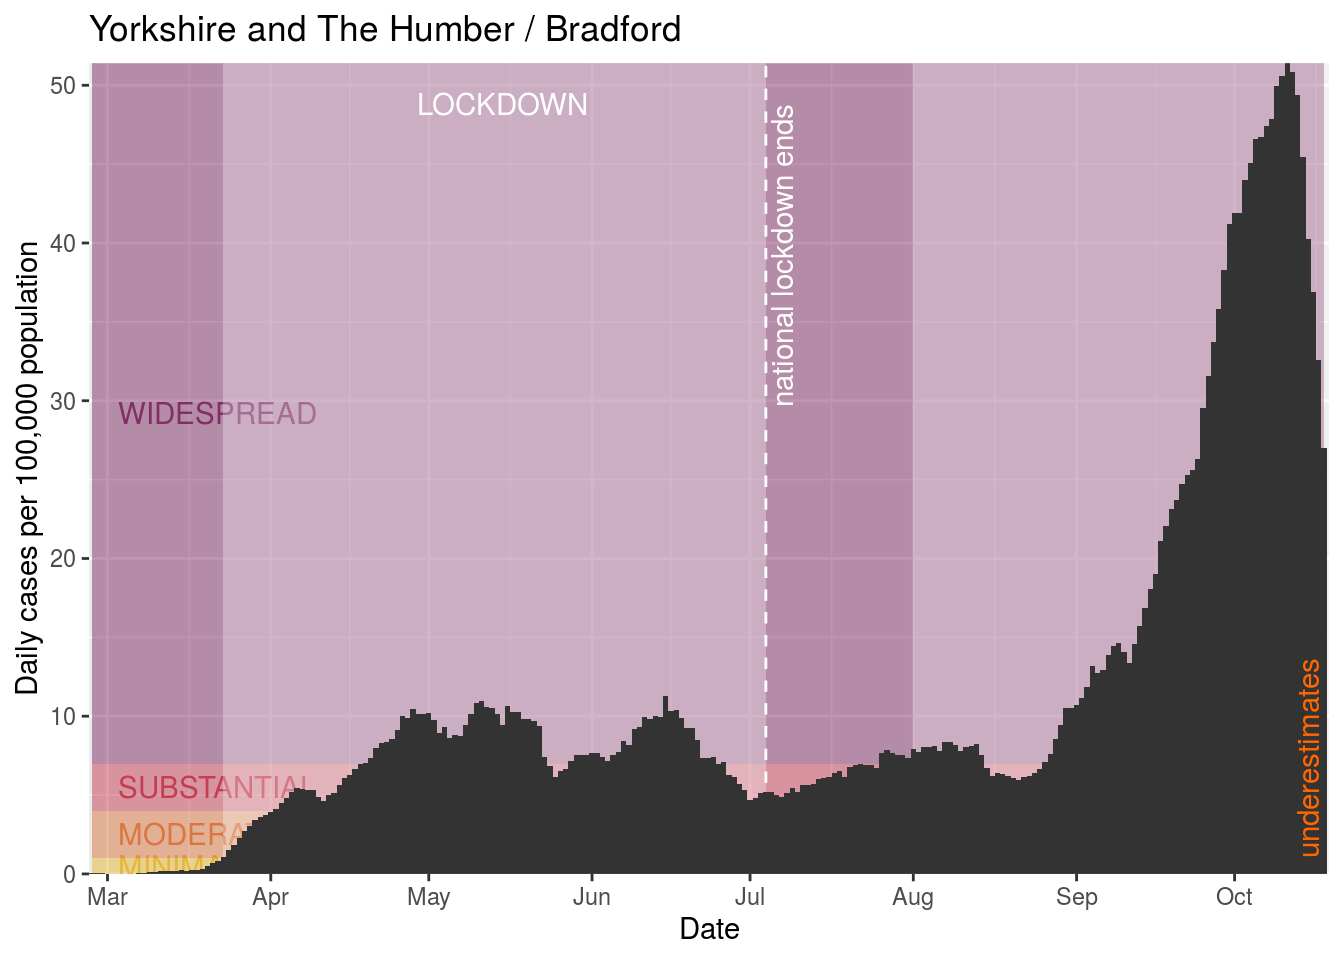 Yorkshire and The Humber / Bradford
Daily cases per 100,000 population
50
40
30
20
10
0
LOCKDOWN
national lockdown ends
WIDESPREAD
SUBSTANTIAL
MODERA
MINIMA
underestimates
Mar Apr May Jun Jul Aug Sep Oct
Date